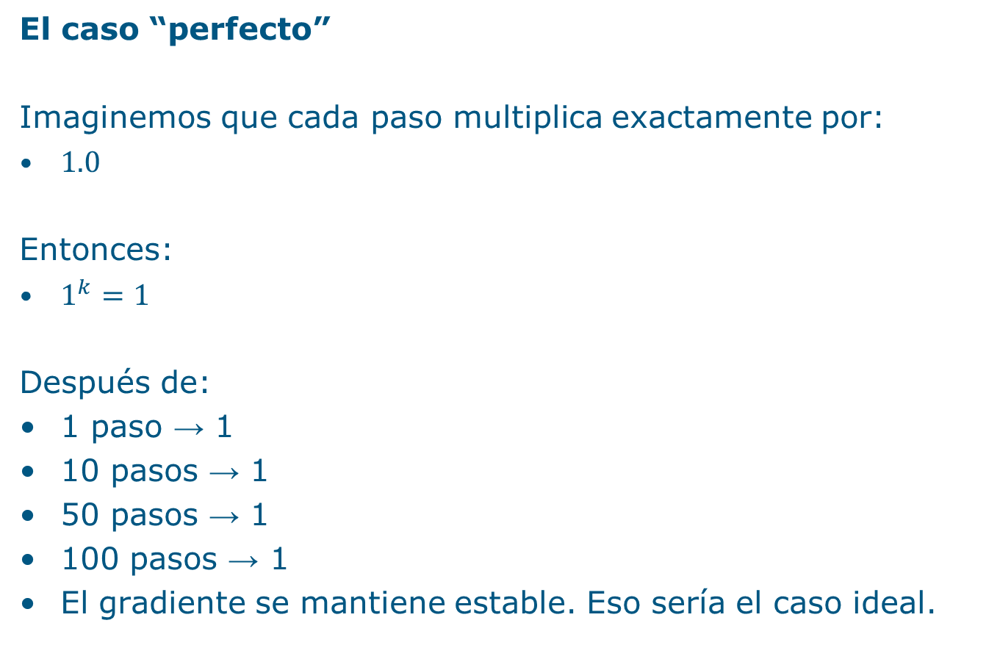 El caso “perfecto”
Imaginemos que cada paso multiplica exactamente por:
• 1.0
Entonces:
• 1^k = 1
Después de:
• 1 paso → 1
• 10 pasos → 1
• 50 pasos → 1
• 100 pasos → 1
• El gradiente se mantiene estable. Eso sería el caso ideal.